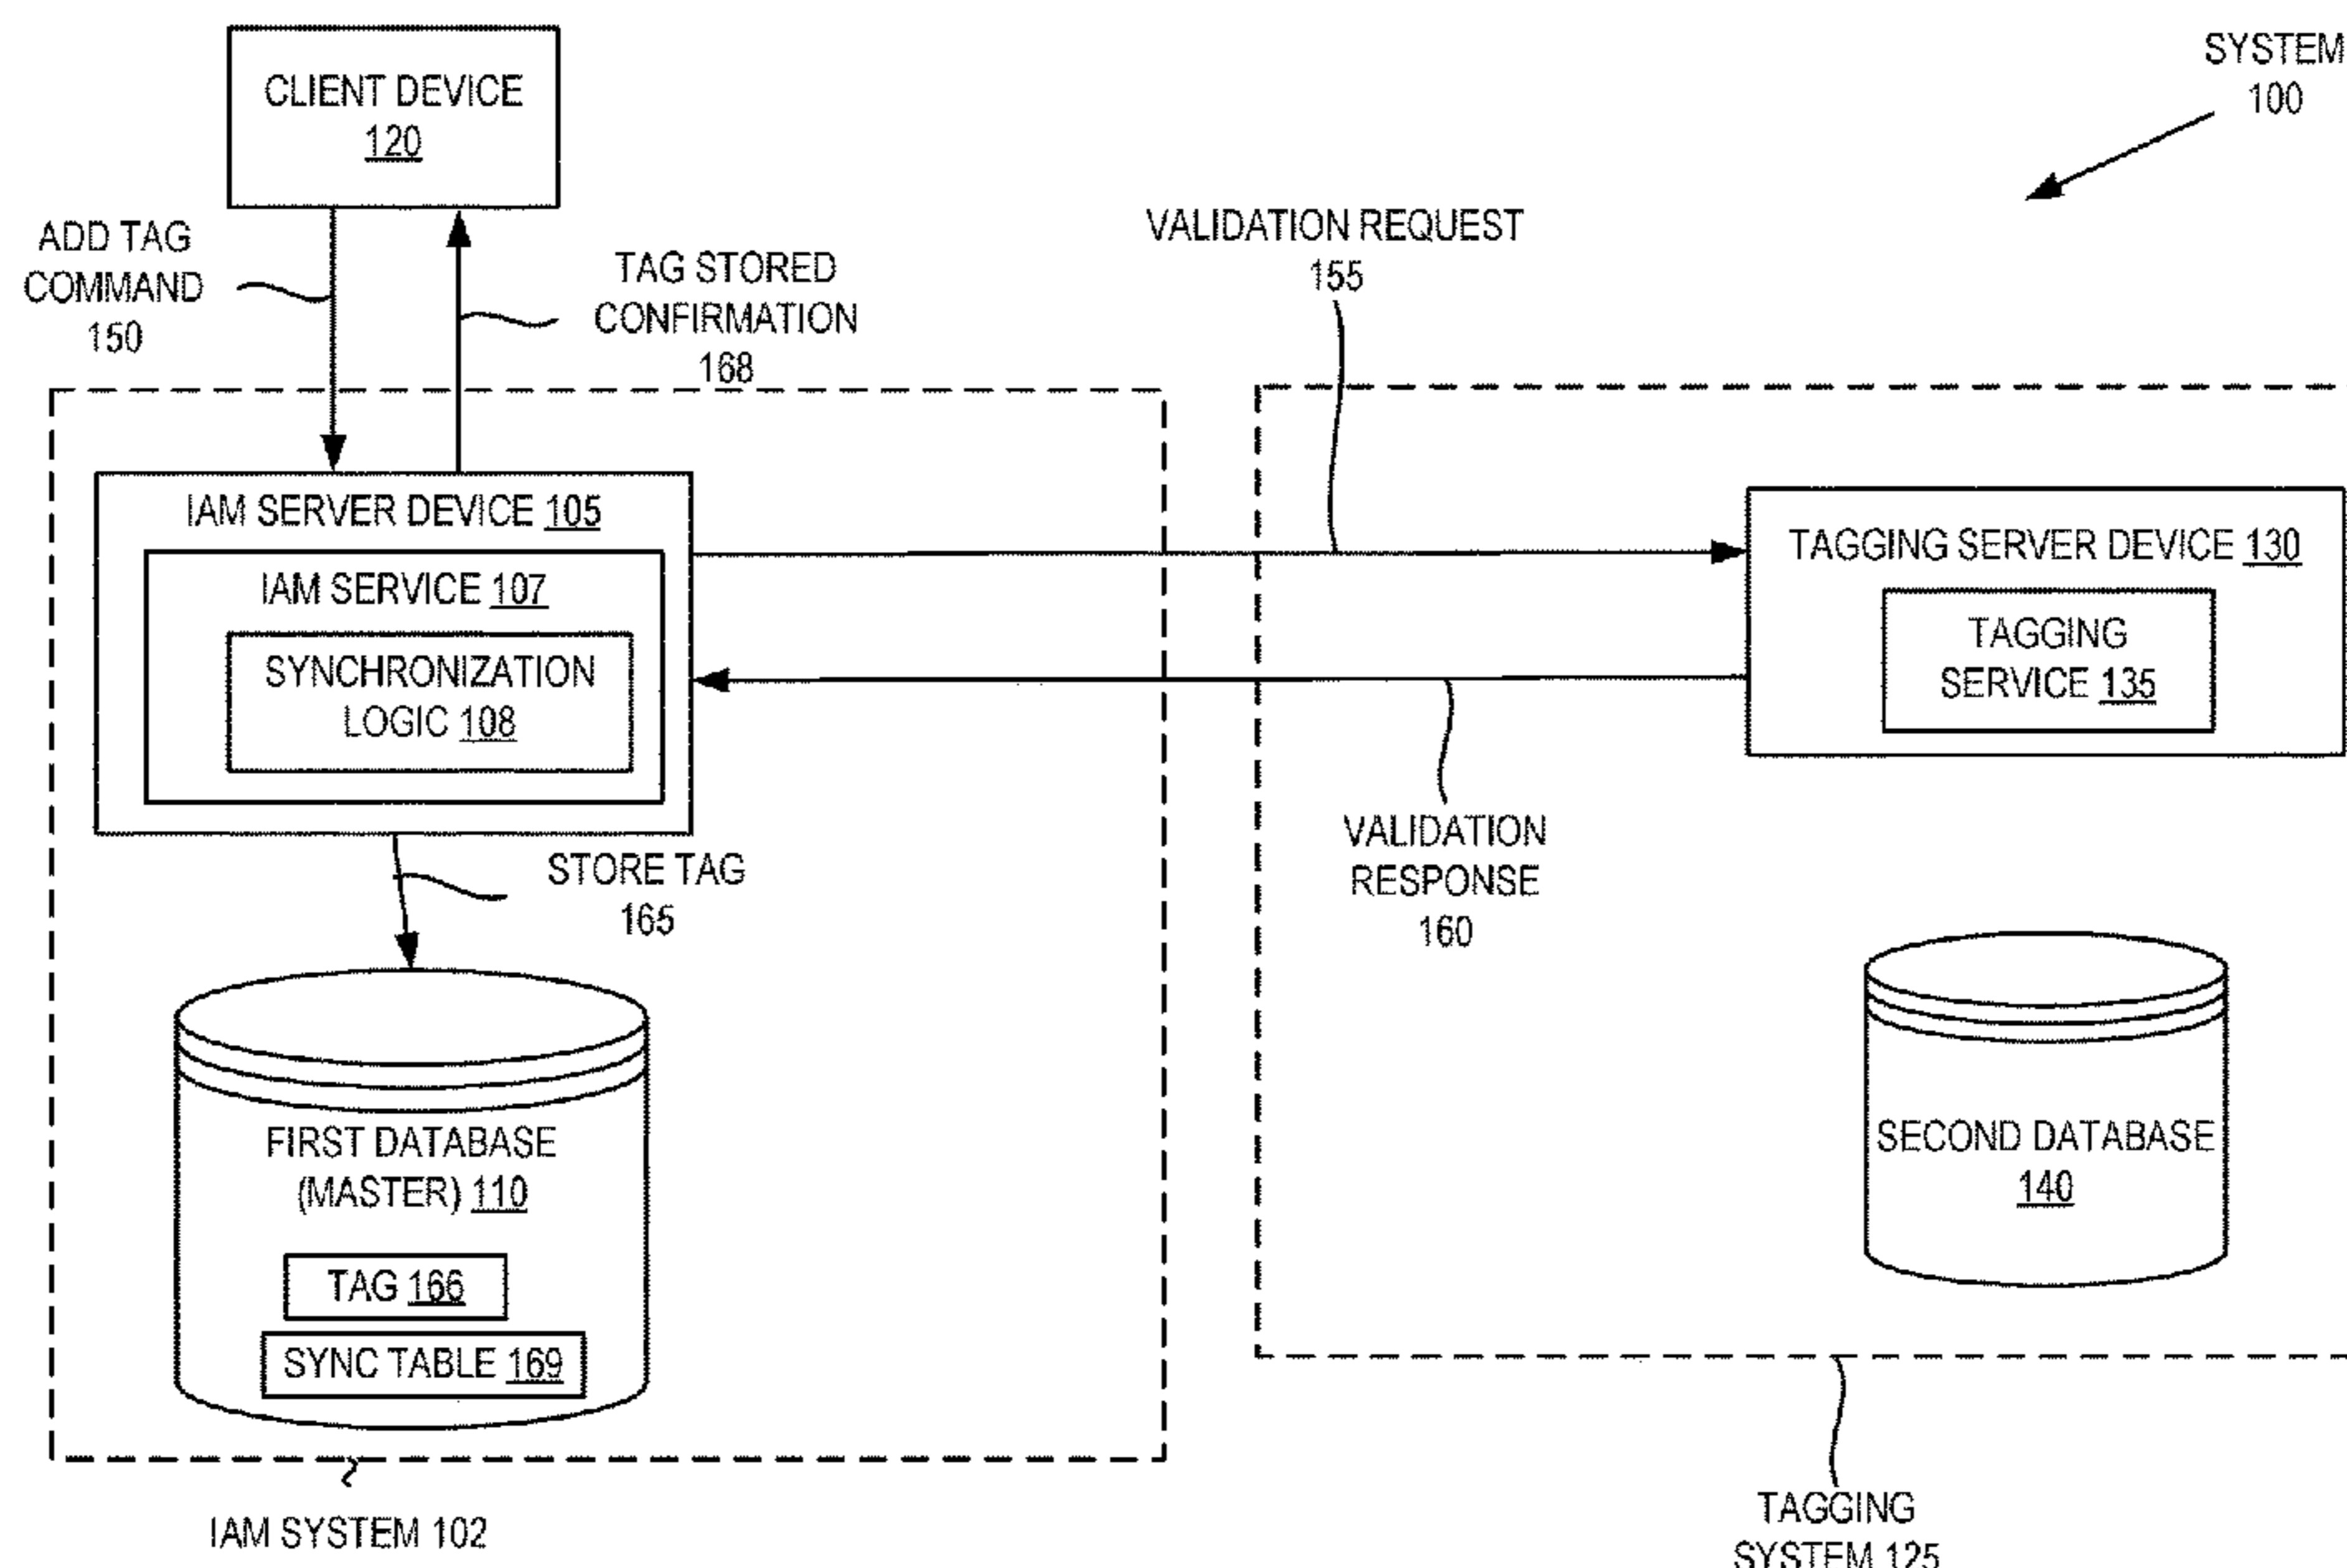 CLIENT DEVICE
120
SYSTEM
100
ADD TAG
COMMAND
150
TAG STORED
CONFIRMATION
168
VALIDATION REQUEST
155
IAM SERVER DEVICE 105
IAM SERVICE 107
SYNCHRONIZATION
LOGIC 108
TAGGING SERVER DEVICE 130
TAGGING
SERVICE 135
VALIDATION
RESPONSE
160
STORE TAG
165
FIRST DATABASE
(MASTER) 110
TAG 166
SYNC TABLE 169
SECOND DATABASE
140
IAM SYSTEM 102
TAGGING
SYSTEM 125